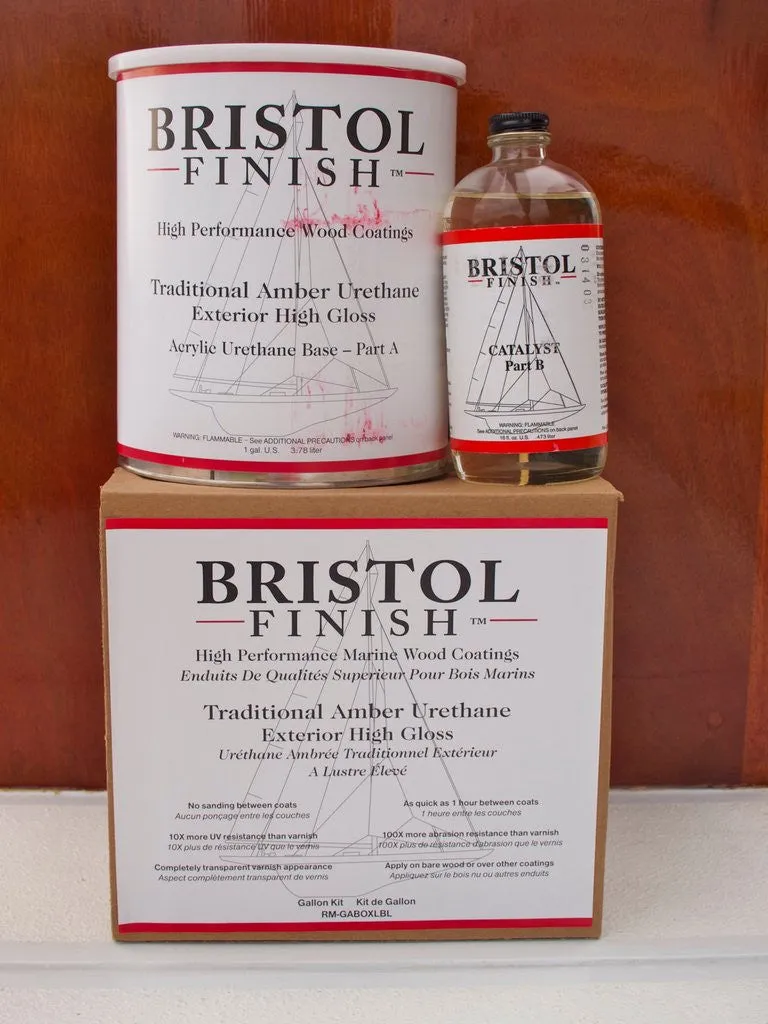 BRISTOL
FINISH™
High Performance Wood Coatings
Traditional Amber Urethane
Exterior High Gloss
Acrylic Urethane Base – Part A
WARNING: FLAMMABLE - See ADDITIONAL PRECAUTIONS on back panel
1 gal. U.S. 3.78 liter
BRISTOL
FINISH™
CATALYST
Part B
WARNING: FLAMMABLE
See ADDITIONAL PRECAUTIONS on back panel
16 fl. oz. U.S. .473 liter
BRISTOL
FINISH™
High Performance Marine Wood Coatings
Enduits De Qualités Superieur Pour Bois Marins
Traditional Amber Urethane
Exterior High Gloss
Uréthane Ambrée Traditionnel Extérieur
A Lustre Élevé
No sanding between coats
Aucun ponçage entre les couches
As quick as 1 hour between coats
1 heure entre les couches
10X more UV resistance than varnish
10X plus de résistance UV que le vernis
100X more abrasion resistance than varnish
100X plus de résistance d'abrasion que le vernis
Completely transparent varnish appearance
Aspect complètement transparent de vernis
Apply on bare wood or over other coatings
Appliquez sur le bois nu ou autres enduits
Gallon Kit Kit de Gallon
RM-GABOXLBL